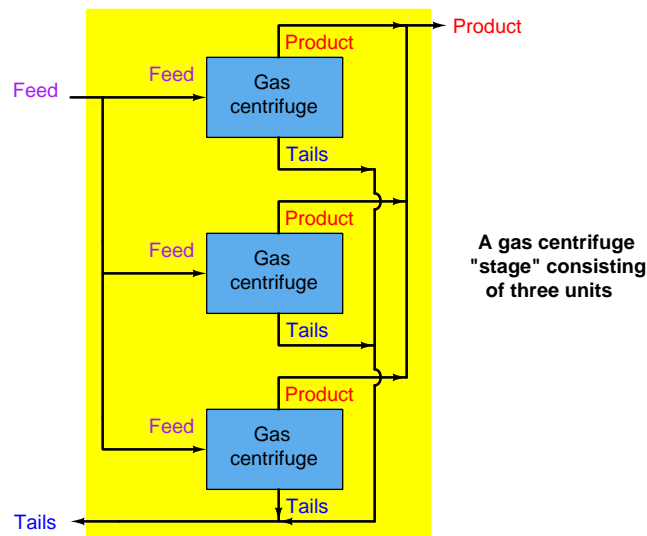 Product
Product
Feed
Feed
Gas
centrifuge
Tails
Product
Feed
Gas
centrifuge
Tails
A gas centrifuge
"stage" consisting
of three units
Product
Feed
Gas
centrifuge
Tails
Tails